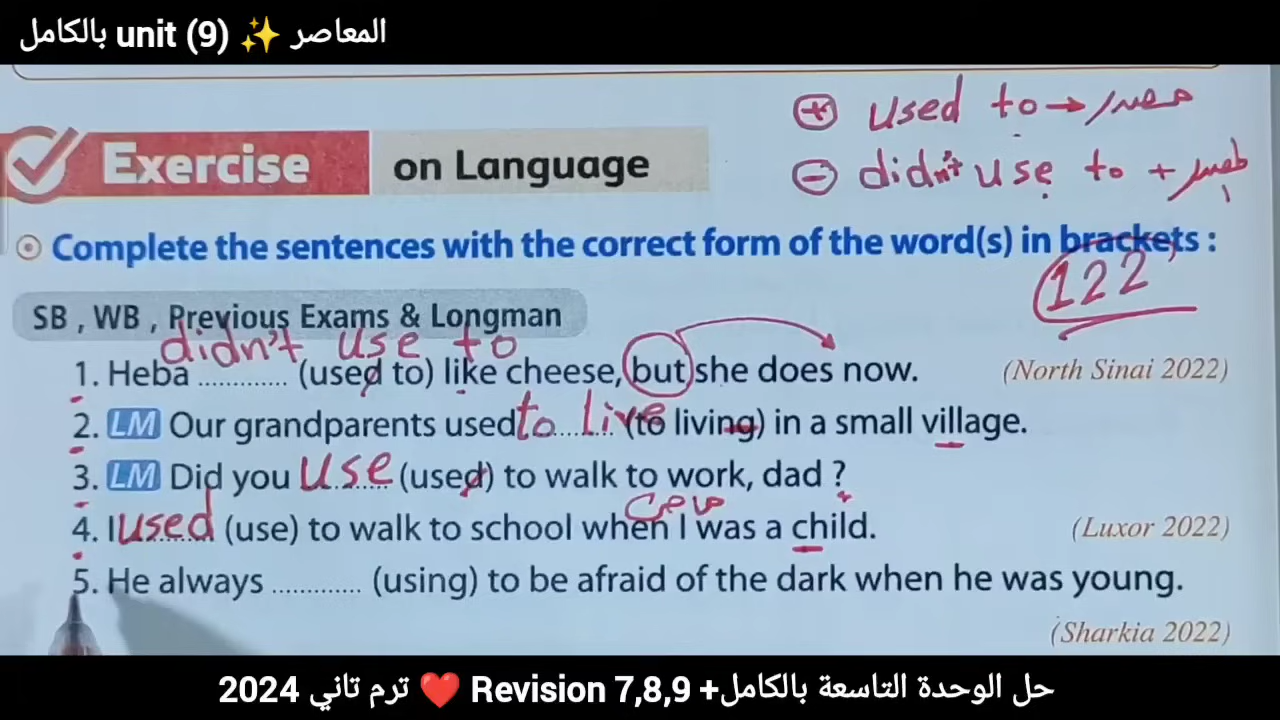 المعاصر ✨ unit (9) بالكامل
⊕ used to → مصدر
⊖ didn't use to + مصدر
Exercise on Language
Complete the sentences with the correct form of the word(s) in brackets :
122
SB , WB , Previous Exams & Longman
didn't use to
1. Heba ............. (used to) like cheese, but she does now. (North Sinai 2022)
2. LM Our grandparents used to live (to living) in a small village.
3. LM Did you use (used) to walk to work, dad ?
ماضى
4. I used (use) to walk to school when I was a child. (Luxor 2022)
5. He always ............. (using) to be afraid of the dark when he was young.
(Sharkia 2022)
حل الوحدة التاسعة بالكامل+ Revision 7,8,9 ❤️ ترم تاني 2024